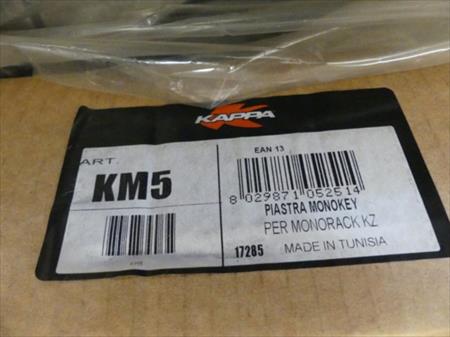 KAPPA
ART.
KM5
EAN 13
8 029871 052514
PIASTRA MONOKEY
PER MONORACK KZ
17285 MADE IN TUNISIA